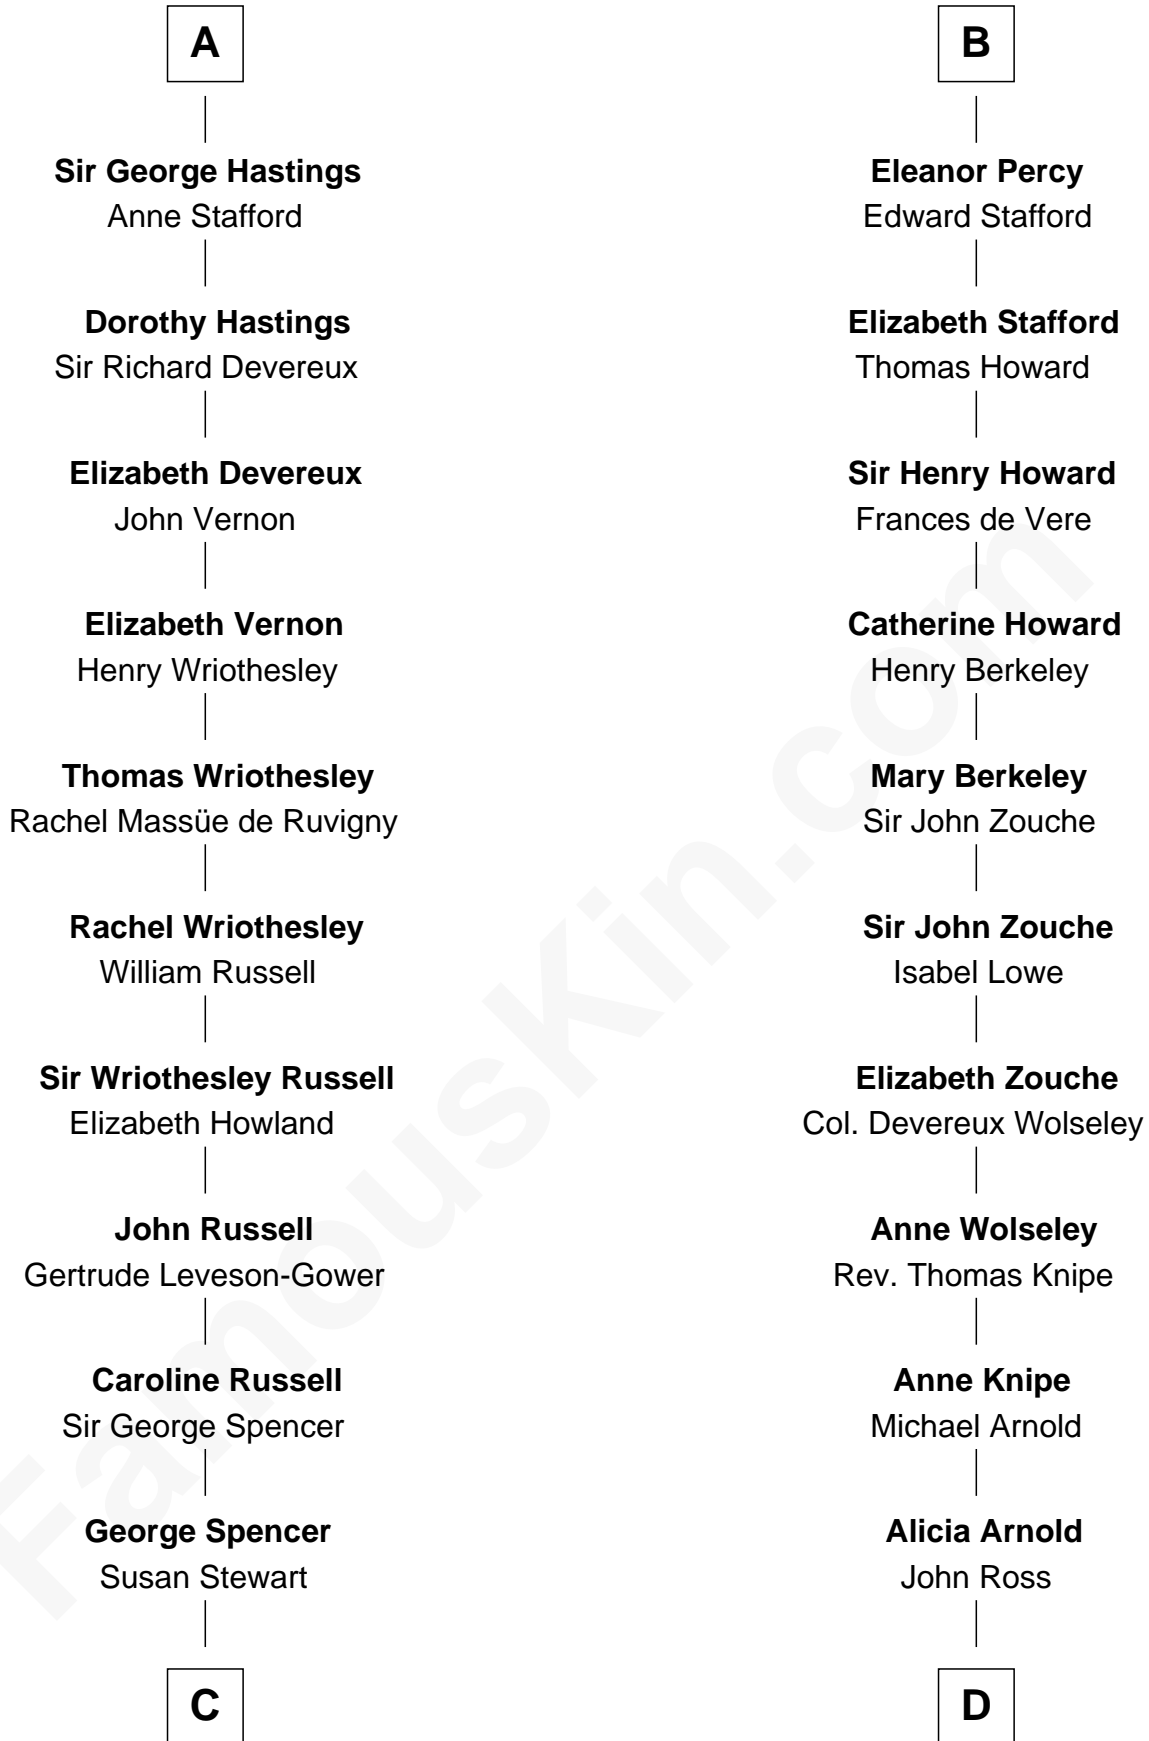 A
Sir George Hastings
Anne Stafford
Dorothy Hastings
Sir Richard Devereux
Elizabeth Devereux
John Vernon
Elizabeth Vernon
Henry Wriothesley
Thomas Wriothesley
Rachel Massüe de Ruvigny
Rachel Wriothesley
William Russell
Sir Wriothesley Russell
Elizabeth Howland
John Russell
Gertrude Leveson-Gower
Caroline Russell
Sir George Spencer
George Spencer
Susan Stewart
C
B
Eleanor Percy
Edward Stafford
Elizabeth Stafford
Thomas Howard
Sir Henry Howard
Frances de Vere
Catherine Howard
Henry Berkeley
Mary Berkeley
Sir John Zouche
Sir John Zouche
Isabel Lowe
Elizabeth Zouche
Col. Devereux Wolseley
Anne Wolseley
Rev. Thomas Knipe
Anne Knipe
Michael Arnold
Alicia Arnold
John Ross
D
FamousKin.com